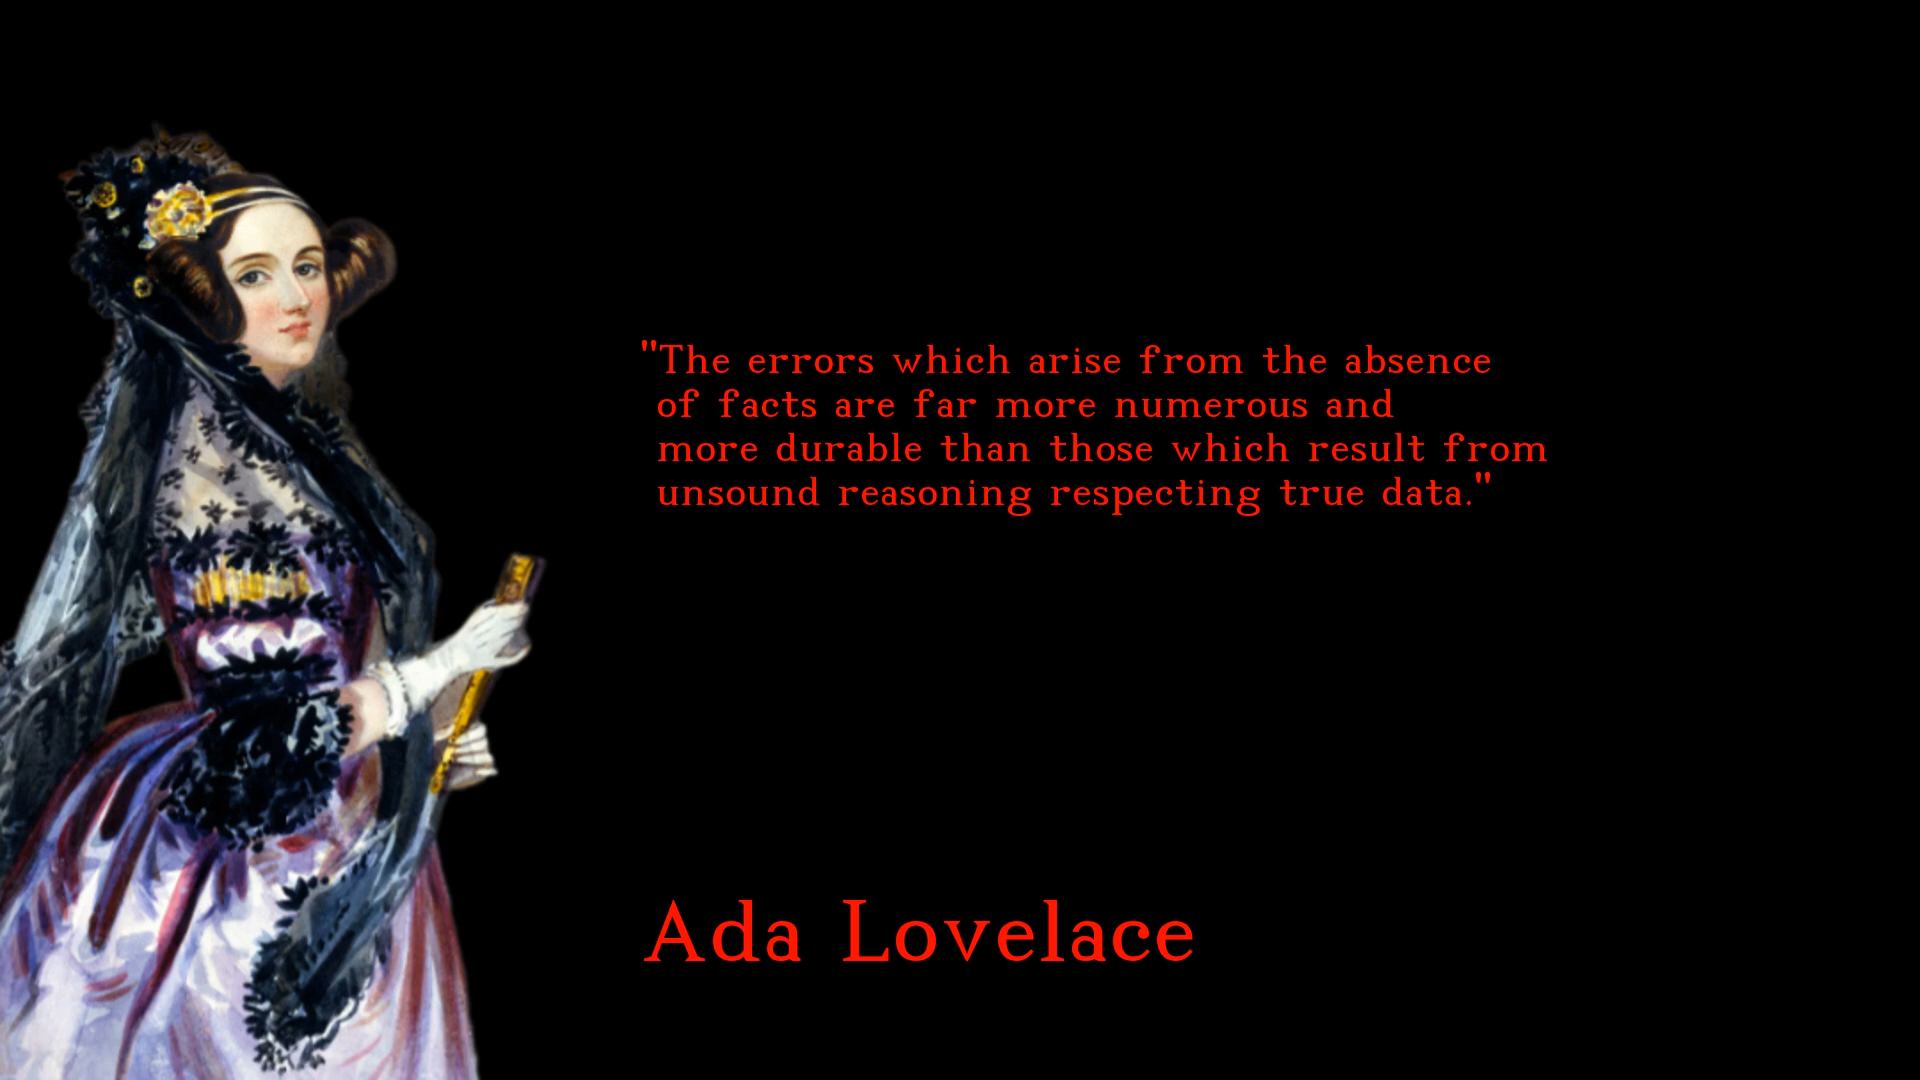 "The errors which arise from the absence
of facts are far more numerous and
more durable than those which result from
unsound reasoning respecting true data."
Ada Lovelace